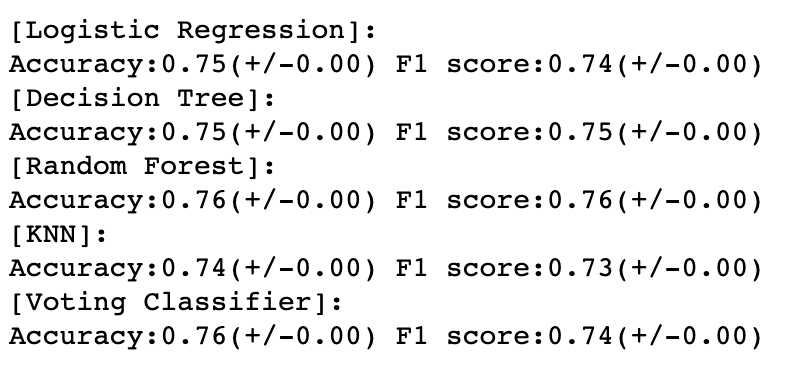 [Logistic Regression]:
Accuracy:0.75(+/-0.00) F1 score:0.74(+/-0.00)
[Decision Tree]:
Accuracy:0.75(+/-0.00) F1 score:0.75(+/-0.00)
[Random Forest]:
Accuracy:0.76(+/-0.00) F1 score:0.76(+/-0.00)
[KNN]:
Accuracy:0.74(+/-0.00) F1 score:0.73(+/-0.00)
[Voting Classifier]:
Accuracy:0.76(+/-0.00) F1 score:0.74(+/-0.00)